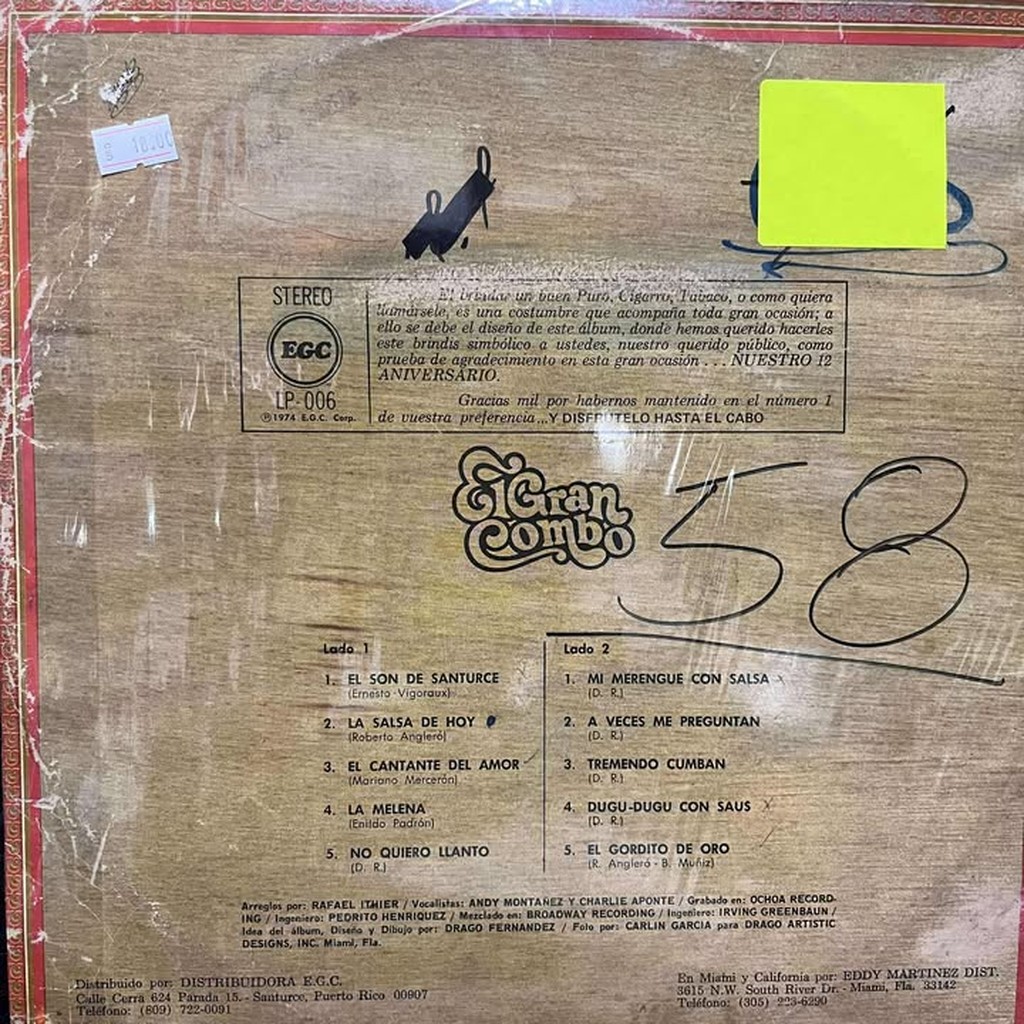 18.00
STEREO
EGC
LP-006
℗1974 E.G.C. Corp.
... El brindar un buen Puro, Cigarro, Tabaco, o como quiera
llamársele, es una costumbre que acompaña toda gran ocasión; a
ello se debe el diseño de este álbum, donde hemos querido hacerles
este brindis simbólico a ustedes, nuestro querido público, como
prueba de agradecimiento en esta gran ocasión . . . NUESTRO 12
ANIVERSARIO.
Gracias mil por habernos mantenido en el número 1
de vuestra preferencia...Y DISFRUTELO HASTA EL CABO
El Gran
Combo
58
Lado 1
1. EL SON DE SANTURCE
(Ernesto Vigoraux)
2. LA SALSA DE HOY
(Roberto Angleró)
3. EL CANTANTE DEL AMOR
(Mariano Mercerón)
4. LA MELENA
(Enildo Padrón)
5. NO QUIERO LLANTO
(D. R.)
Lado 2
1. MI MERENGUE CON SALSA
(D. R.)
2. A VECES ME PREGUNTAN
(D. R.)
3. TREMENDO CUMBAN
(D. R.)
4. DUGU-DUGU CON SAUS
(D. R.)
5. EL GORDITO DE ORO
(R. Angleró - B. Muñiz)
Arreglos por: RAFAEL ITHIER / Vocalistas: ANDY MONTAÑEZ Y CHARLIE APONTE / Grabado en: OCHOA RECORD-
ING / Ingeniero: PEDRITO HENRIQUEZ / Mezclado en: BROADWAY RECORDING / Ingeniero: IRVING GREENBAUN /
Idea del álbum, Diseño y Dibujo por: DRAGO FERNANDEZ / Foto por: CARLIN GARCIA para DRAGO ARTISTIC
DESIGNS, INC. Miami, Fla.
Distribuido por: DISTRIBUIDORA E.G.C.
Calle Cerra 624 Parada 15. - Santurce, Puerto Rico 00907
Teléfono: (809) 722-0091
En Miami y California por: EDDY MARTINEZ DIST.
3615 N.W. South River Dr. - Miami, Fla. 33142
Teléfono: (305) 223-6290